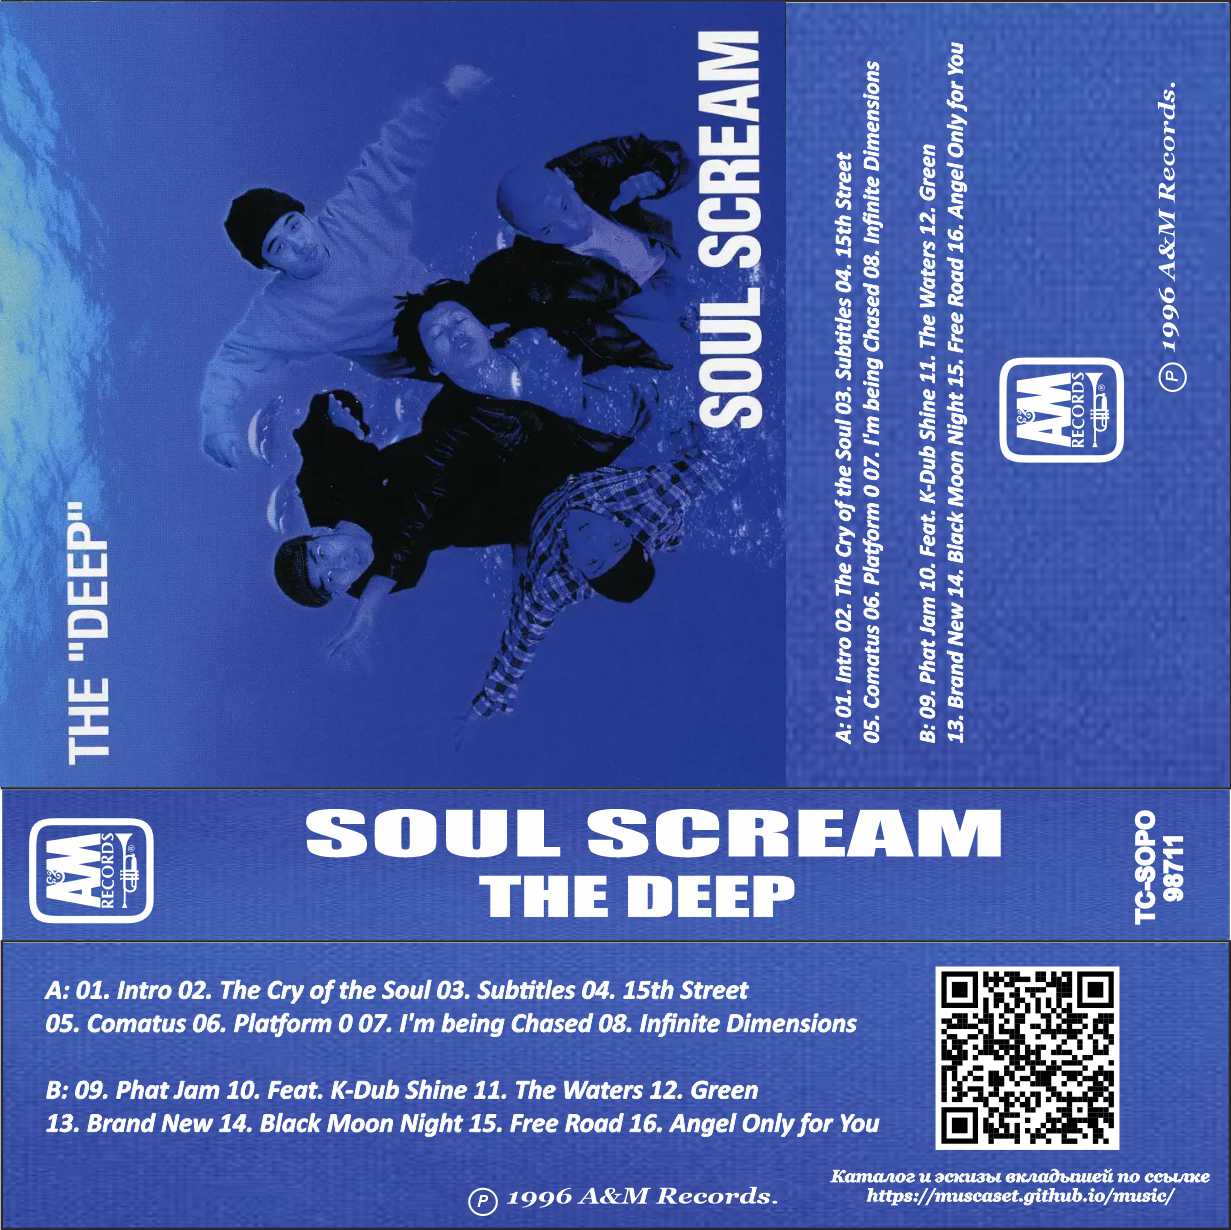 THE "DEEP"
SOUL SCREAM
A: 01. Intro 02. The Cry of the Soul 03. Subtitles 04. 15th Street
05. Comatus 06. Platform 0 07. I'm being Chased 08. Infinite Dimensions
B: 09. Phat Jam 10. Feat. K-Dub Shine 11. The Waters 12. Green
13. Brand New 14. Black Moon Night 15. Free Road 16. Angel Only for You
A&M
RECORDS®
Ⓟ 1996 A&M Records.
A&M
RECORDS®
SOUL SCREAM
THE DEEP
TC-SOPO
98711
A: 01. Intro 02. The Cry of the Soul 03. Subtitles 04. 15th Street
05. Comatus 06. Platform 0 07. I'm being Chased 08. Infinite Dimensions
B: 09. Phat Jam 10. Feat. K-Dub Shine 11. The Waters 12. Green
13. Brand New 14. Black Moon Night 15. Free Road 16. Angel Only for You
Ⓟ 1996 A&M Records.
Каталог и эскизы вкладышей по ссылке
https://muscaset.github.io/music/